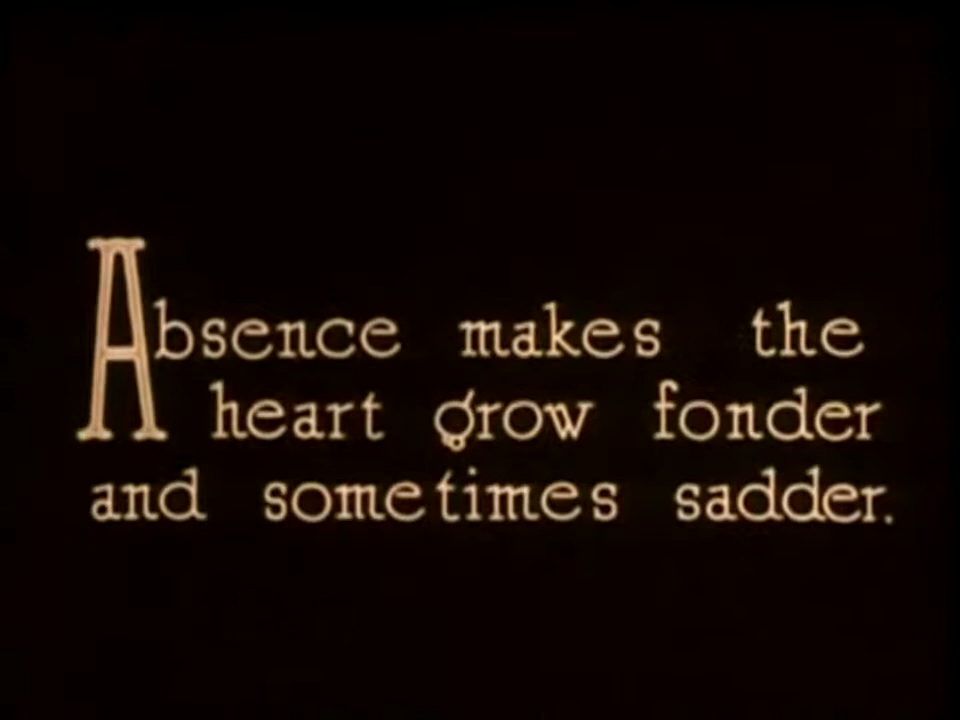 Absence makes the
heart grow fonder
and sometimes sadder.